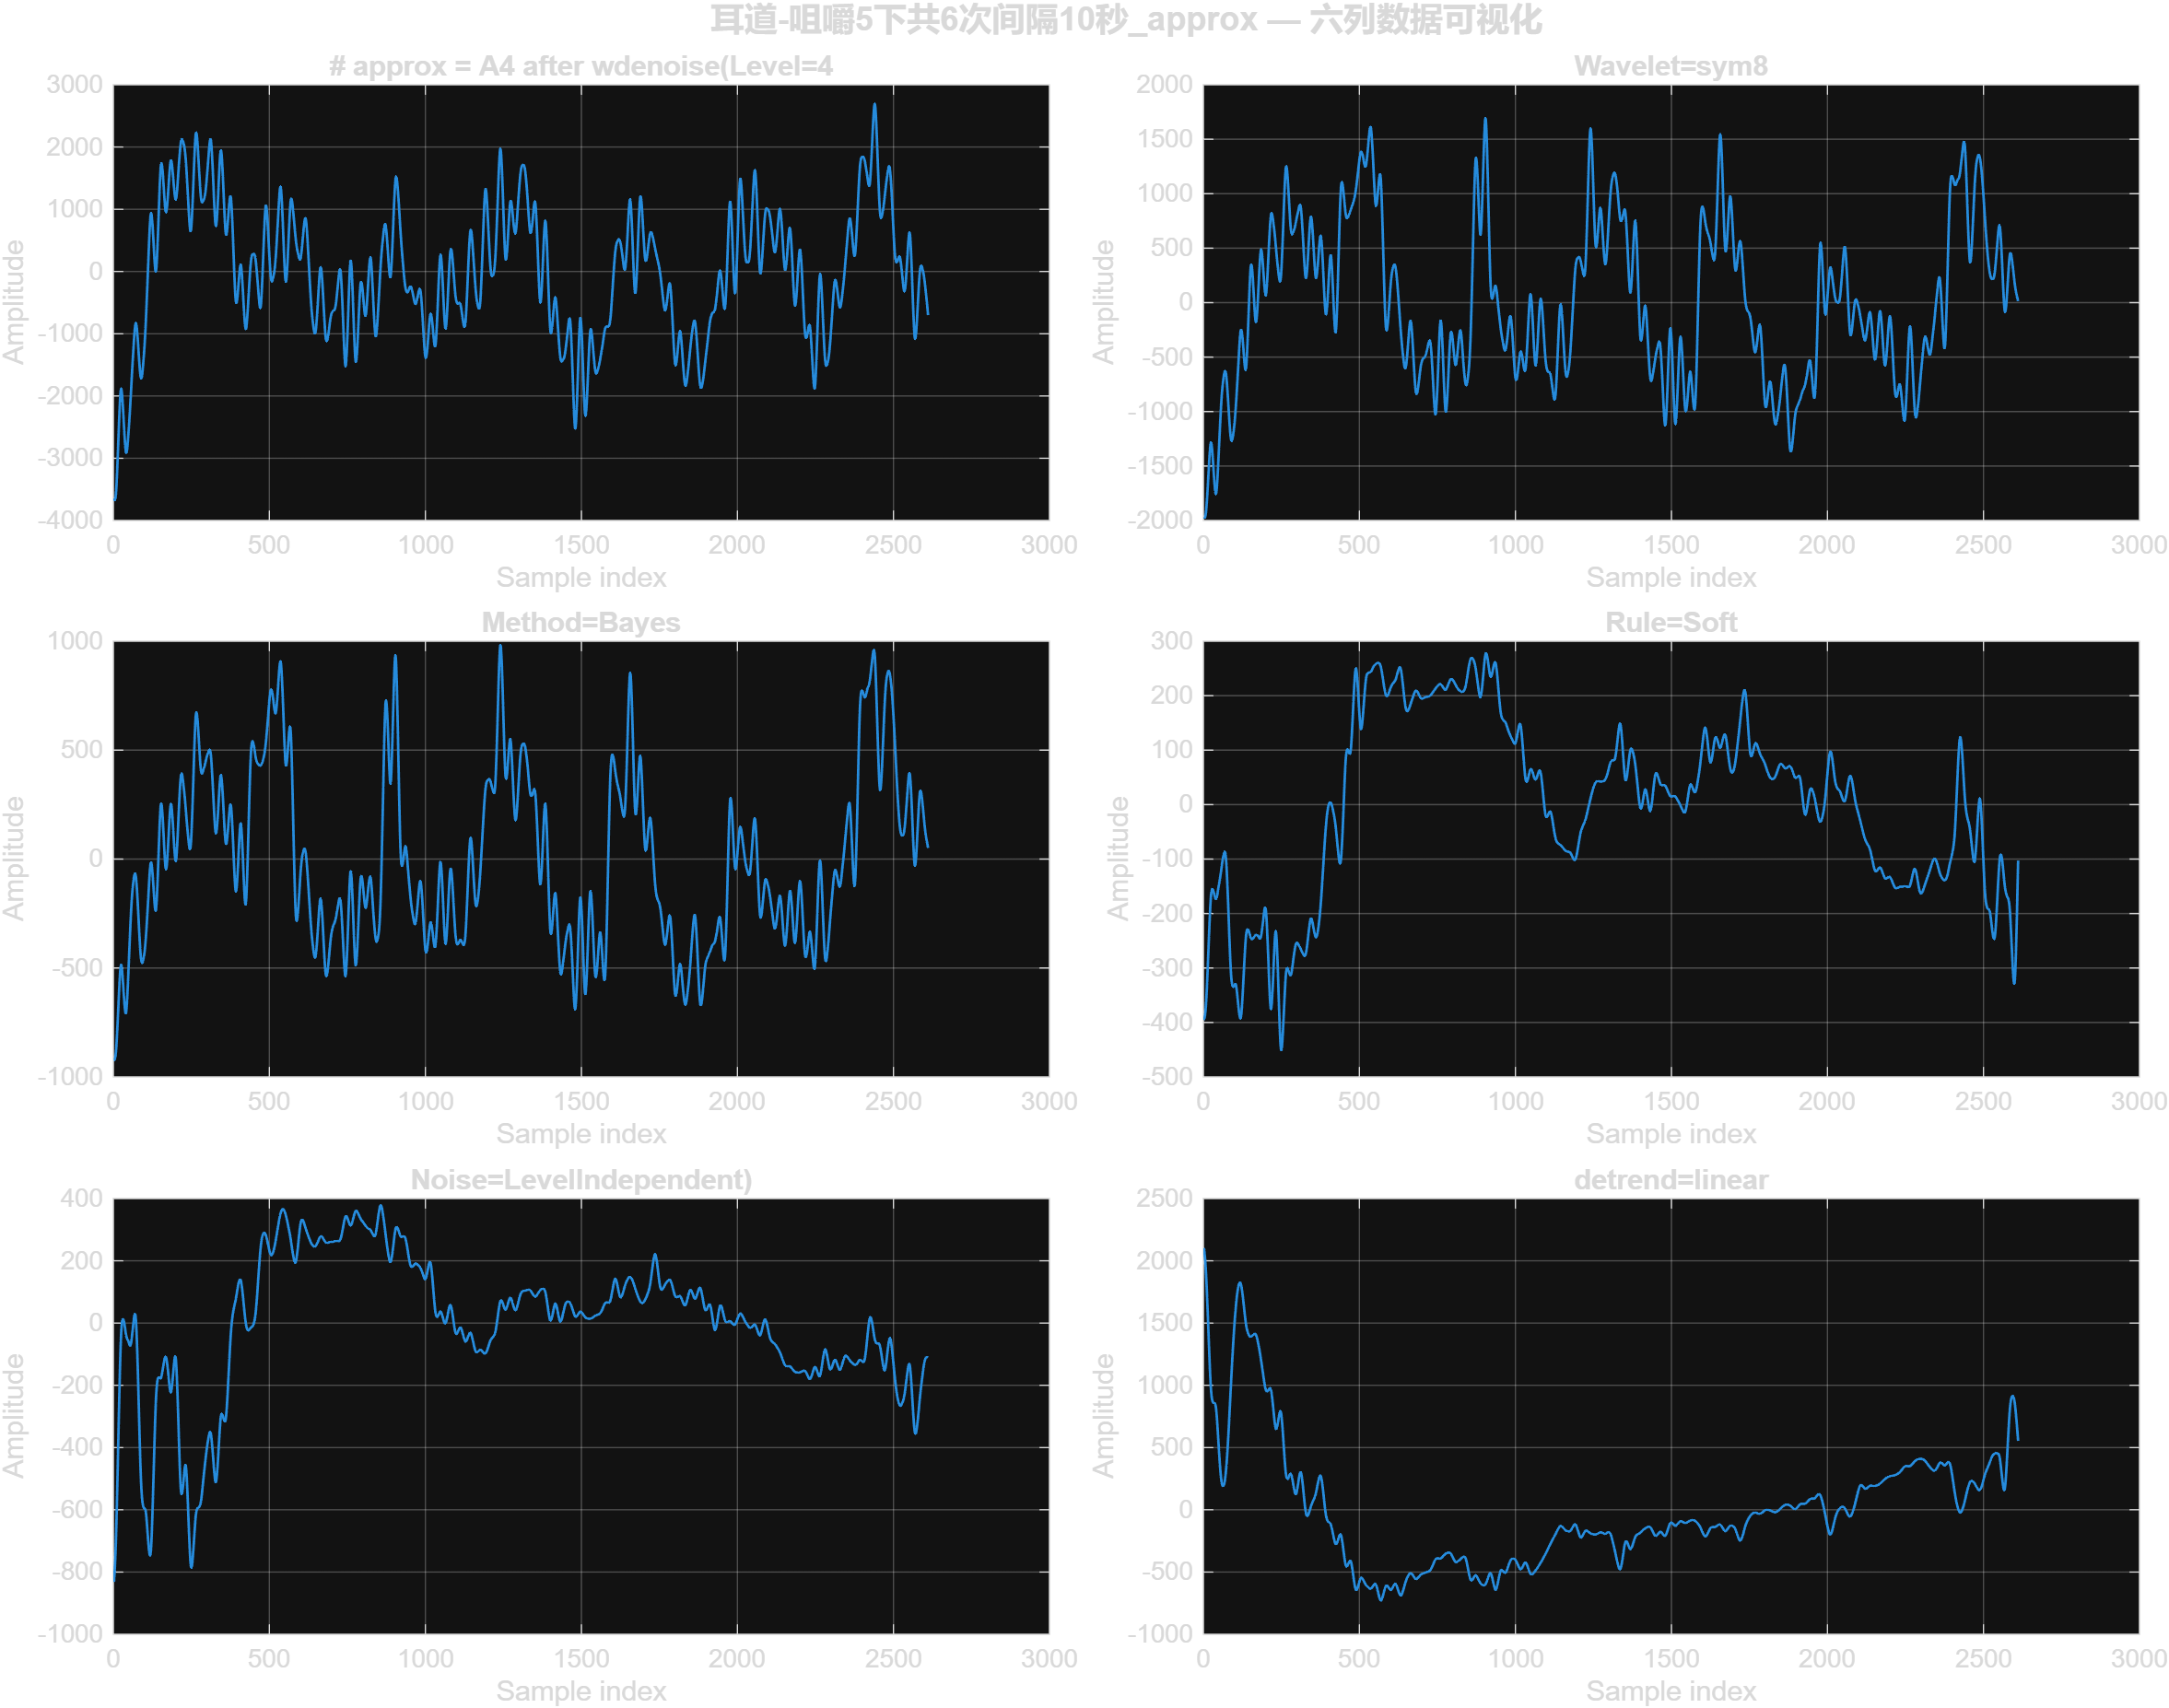 耳道-咀嚼5下共6次间隔10秒_approx — 六列数据可视化
# approx = A4 after wdenoise(Level=4
3000
2000
1000
0
-1000
-2000
-3000
-4000
Amplitude
0 500 1000 1500 2000 2500 3000
Sample index
Wavelet=sym8
2000
1500
1000
500
0
-500
-1000
-1500
-2000
Amplitude
0 500 1000 1500 2000 2500 3000
Sample index
Method=Bayes
1000
500
0
-500
-1000
Amplitude
0 500 1000 1500 2000 2500 3000
Sample index
Rule=Soft
300
200
100
0
-100
-200
-300
-400
-500
Amplitude
0 500 1000 1500 2000 2500 3000
Sample index
Noise=LevelIndependent)
400
200
0
-200
-400
-600
-800
-1000
Amplitude
0 500 1000 1500 2000 2500 3000
Sample index
detrend=linear
2500
2000
1500
1000
500
0
-500
-1000
Amplitude
0 500 1000 1500 2000 2500 3000
Sample index